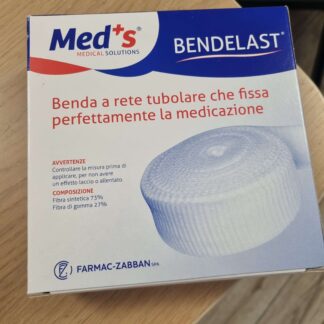 Med+s®
MEDICAL SOLUTIONS
BENDELAST®
Benda a rete tubolare che fissa
perfettamente la medicazione
AVVERTENZE
Controllare la misura prima di
applicare, per non avere
un effetto laccio o allentato.
COMPOSIZIONE
Fibra sintetica 73%
Fibra di gomma 27%
FARMAC-ZABBAN SPA